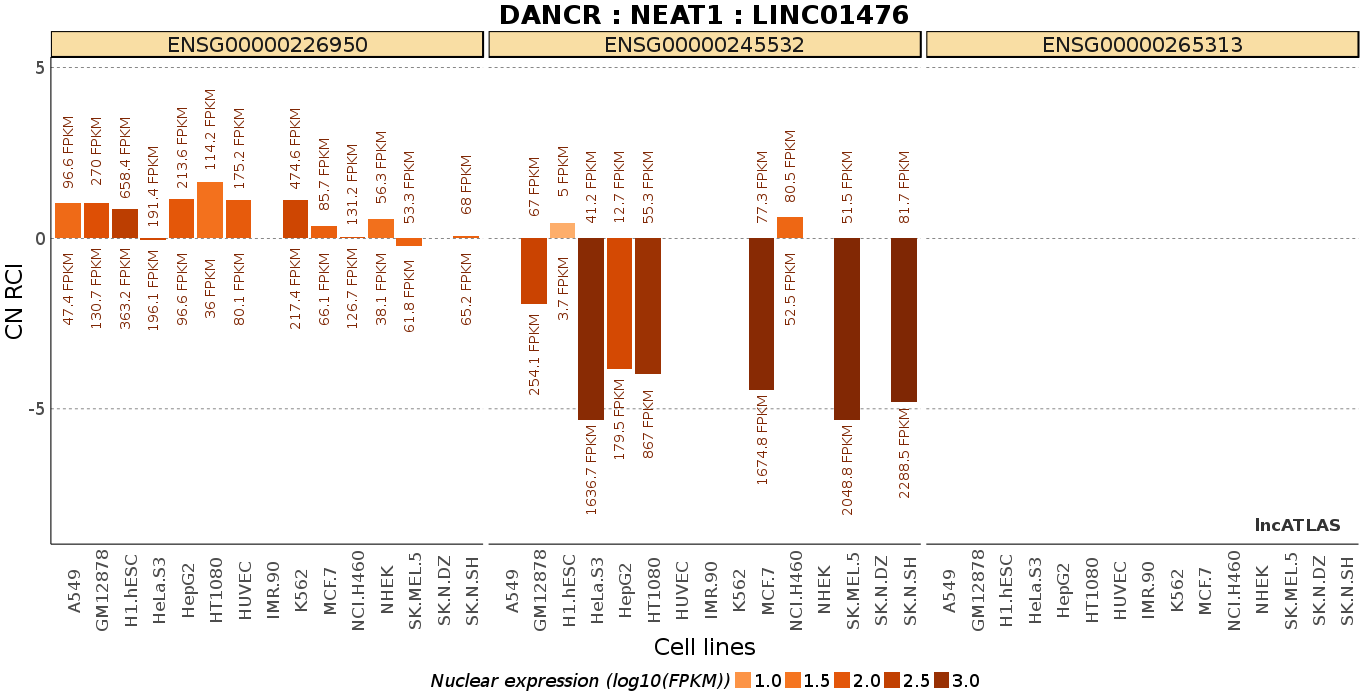 DANCR : NEAT1 : LINC01476
ENSG00000226950 ENSG00000245532 ENSG00000265313
5
0
-5
CN RCI
96.6 FPKM
270 FPKM
658.4 FPKM
191.4 FPKM
213.6 FPKM
114.2 FPKM
175.2 FPKM
474.6 FPKM
85.7 FPKM
131.2 FPKM
56.3 FPKM
53.3 FPKM
68 FPKM
47.4 FPKM
130.7 FPKM
363.2 FPKM
196.1 FPKM
96.6 FPKM
36 FPKM
80.1 FPKM
217.4 FPKM
66.1 FPKM
126.7 FPKM
38.1 FPKM
61.8 FPKM
65.2 FPKM
67 FPKM
5 FPKM
41.2 FPKM
12.7 FPKM
55.3 FPKM
77.3 FPKM
80.5 FPKM
51.5 FPKM
81.7 FPKM
254.1 FPKM
3.7 FPKM
1636.7 FPKM
179.5 FPKM
867 FPKM
1674.8 FPKM
52.5 FPKM
2048.8 FPKM
2288.5 FPKM
lncATLAS
A549
GM12878
H1.hESC
HeLa.S3
HepG2
HT1080
HUVEC
IMR.90
K562
MCF.7
NCI.H460
NHEK
SK.MEL.5
SK.N.DZ
SK.N.SH
A549
GM12878
H1.hESC
HeLa.S3
HepG2
HT1080
HUVEC
IMR.90
K562
MCF.7
NCI.H460
NHEK
SK.MEL.5
SK.N.DZ
SK.N.SH
A549
GM12878
H1.hESC
HeLa.S3
HepG2
HT1080
HUVEC
IMR.90
K562
MCF.7
NCI.H460
NHEK
SK.MEL.5
SK.N.DZ
SK.N.SH
Cell lines
Nuclear expression (log10(FPKM)) 1.0 1.5 2.0 2.5 3.0